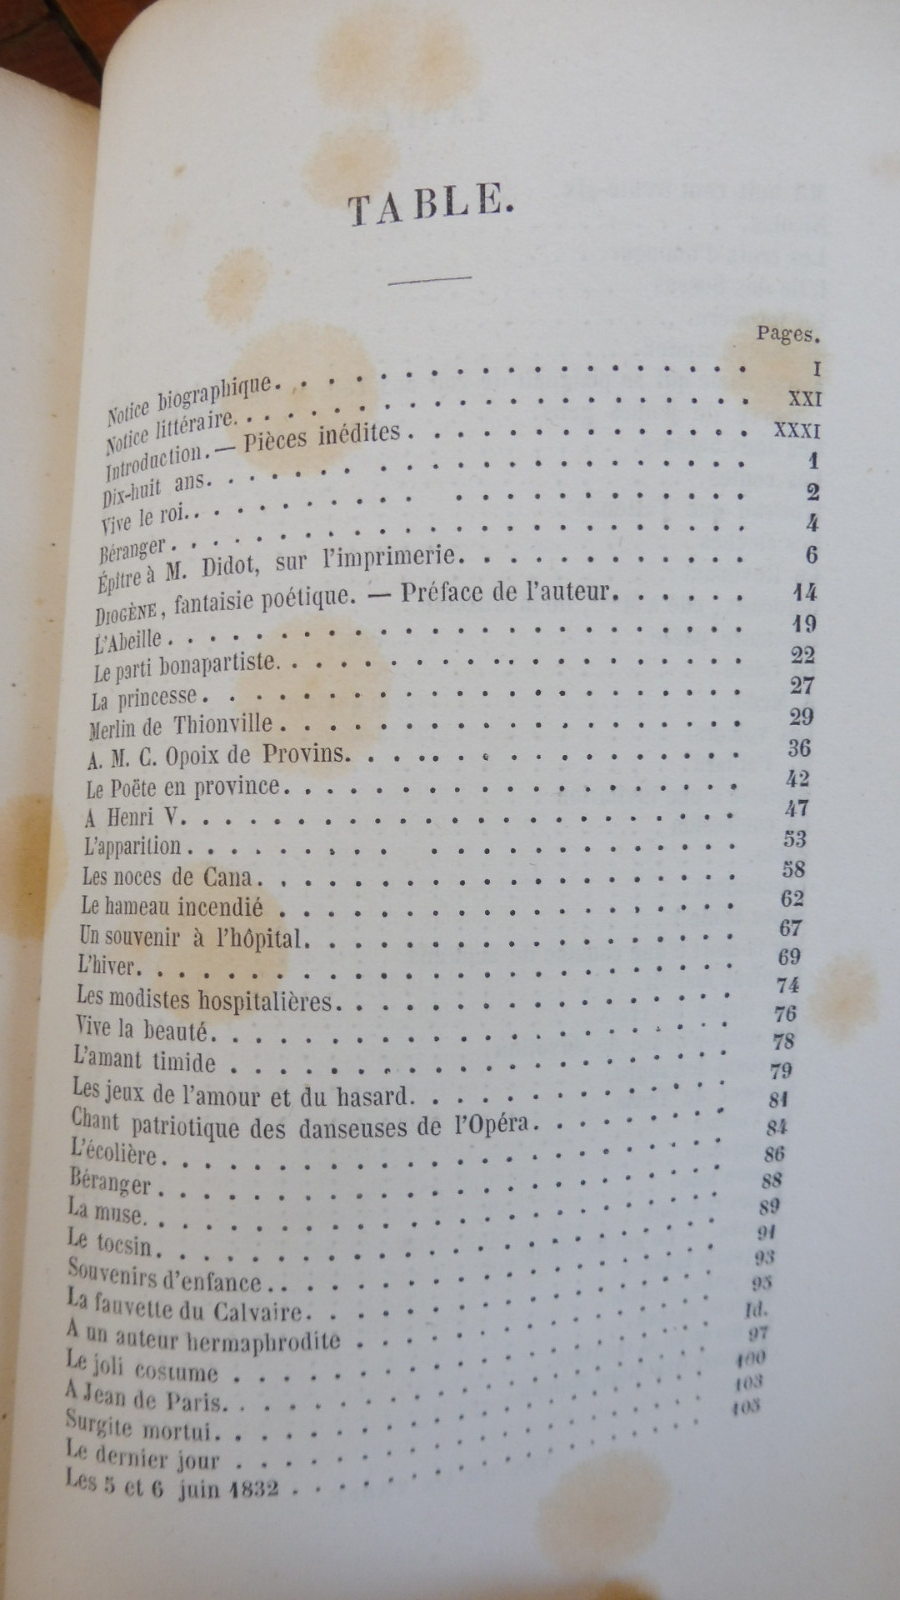 TABLE.
Pages.
Notice biographique. I
Notice littéraire. XXI
Introduction. — Pièces inédites. XXXI
Dix-huit ans. 1
Vive le roi. 2
Béranger. 4
Épître à M. Didot, sur l'imprimerie. 6
DIOGÈNE, fantaisie poétique. — Préface de l'auteur. 14
L'Abeille. 19
Le parti bonapartiste. 22
La princesse. 27
Merlin de Thionville. 29
A. M. C. Opoix de Provins. 36
Le Poëte en province. 42
A Henri V. 47
L'apparition. 53
Les noces de Cana. 58
Le hameau incendié. 62
Un souvenir à l'hôpital. 67
L'hiver. 69
Les modistes hospitalières. 74
Vive la beauté. 76
L'amant timide. 78
Les jeux de l'amour et du hasard. 79
Chant patriotique des danseuses de l'Opéra. 81
L'écolière. 84
Béranger. 86
La muse. 88
Le tocsin. 89
Souvenirs d'enfance. 91
La fauvette du Calvaire. 93
A un auteur hermaphrodite. 95
Le joli costume. Id.
A Jean de Paris. 97
Surgite mortui. 100
Le dernier jour. 103
Les 5 et 6 juin 1832. 105